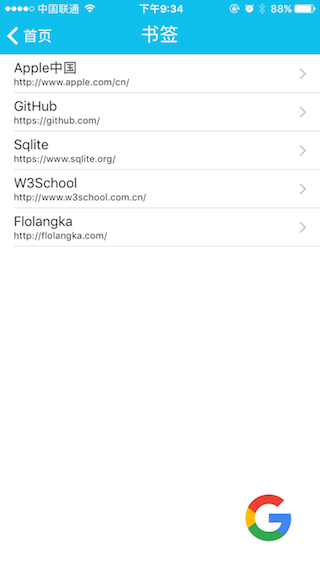 中国联通 下午9:34 88%
首页 书签
Apple中国
http://www.apple.com/cn/
GitHub
https://github.com/
Sqlite
https://www.sqlite.org/
W3School
http://www.w3school.com.cn/
Flolangka
http://flolangka.com/
G